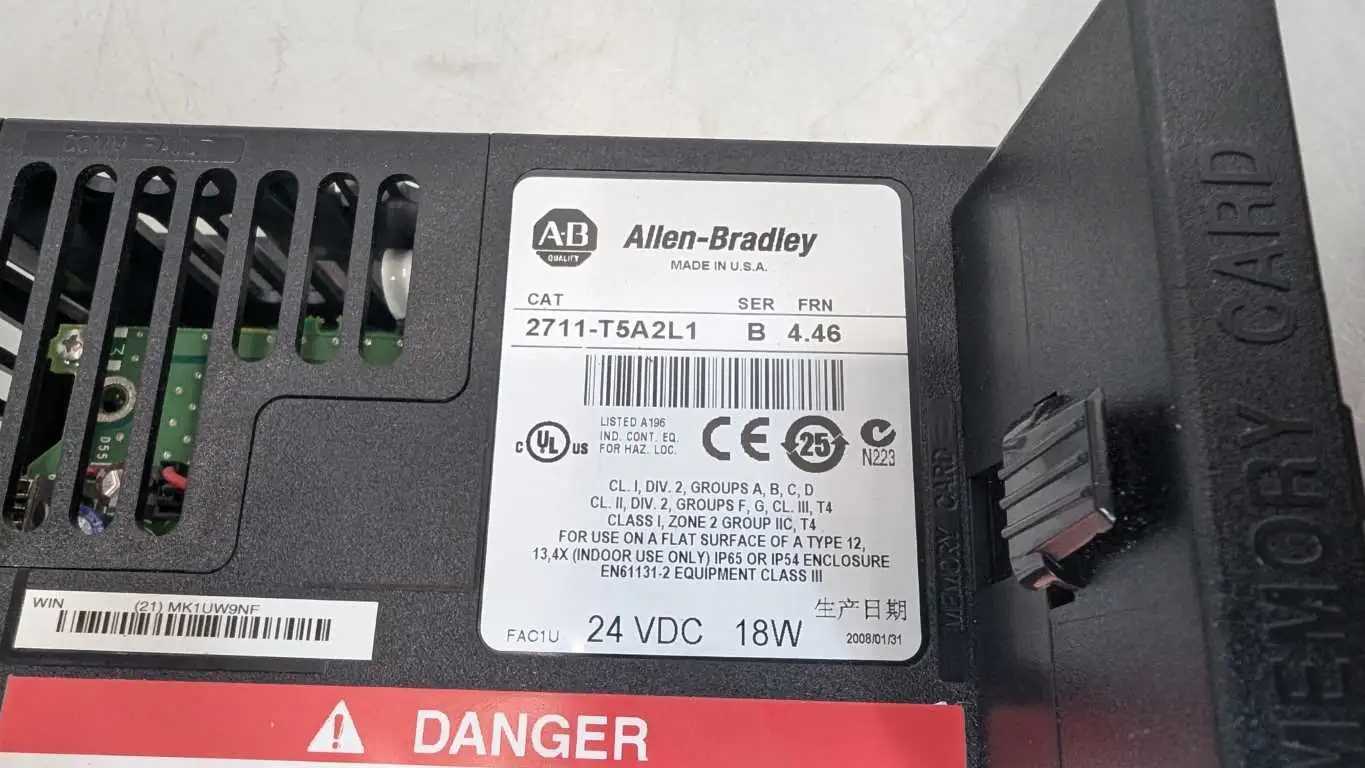 COMM FAULT
A·B
QUALITY
Allen-Bradley
MADE IN U.S.A.
CAT SER FRN
2711-T5A2L1 B 4.46
LISTED A196
IND. CONT. EQ.
FOR HAZ. LOC.
C UL US
CE
25
N223
CL. I, DIV. 2, GROUPS A, B, C, D
CL. II, DIV. 2, GROUPS F, G, CL. III, T4
CLASS I, ZONE 2 GROUP IIC, T4
FOR USE ON A FLAT SURFACE OF A TYPE 12,
13,4X (INDOOR USE ONLY) IP65 OR IP54 ENCLOSURE
EN61131-2 EQUIPMENT CLASS III
生产日期
FAC1U 24 VDC 18W 2008/01/31
WIN (21) MK1UW9NF
DANGER
MEMORY CARD
MEMORY CARD
D55